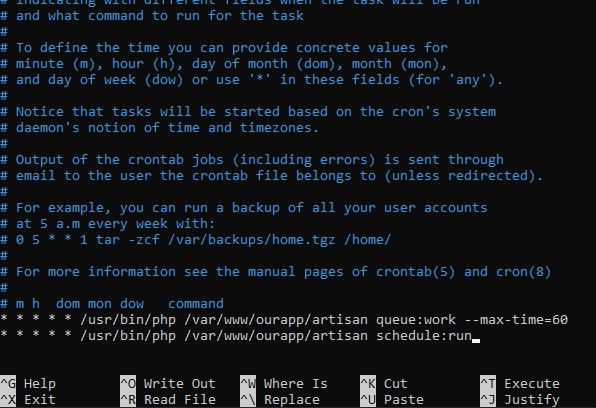 # indicating with different fields when the task will be run
# and what command to run for the task
#
# To define the time you can provide concrete values for
# minute (m), hour (h), day of month (dom), month (mon),
# and day of week (dow) or use '*' in these fields (for 'any').
#
# Notice that tasks will be started based on the cron's system
# daemon's notion of time and timezones.
#
# Output of the crontab jobs (including errors) is sent through
# email to the user the crontab file belongs to (unless redirected).
#
# For example, you can run a backup of all your user accounts
# at 5 a.m every week with:
# 0 5 * * 1 tar -zcf /var/backups/home.tgz /home/
#
# For more information see the manual pages of crontab(5) and cron(8)
#
# m h  dom mon dow   command
* * * * * /usr/bin/php /var/www/ourapp/artisan queue:work --max-time=60
* * * * * /usr/bin/php /var/www/ourapp/artisan schedule:run
^G Help ^O Write Out ^W Where Is ^K Cut ^T Execute
^X Exit ^R Read File ^\ Replace ^U Paste ^J Justify